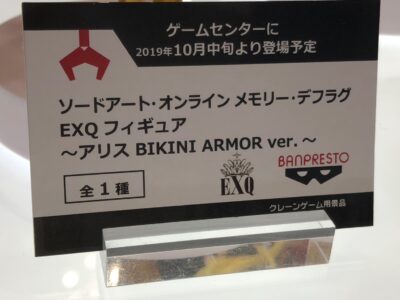 ゲームセンターに
2019年10月中旬より登場予定
ソードアート・オンライン メモリー・デフラグ
EXQフィギュア
～アリス BIKINI ARMOR ver.～
全1種
EXQ
BANPRESTO
クレーンゲーム用景品